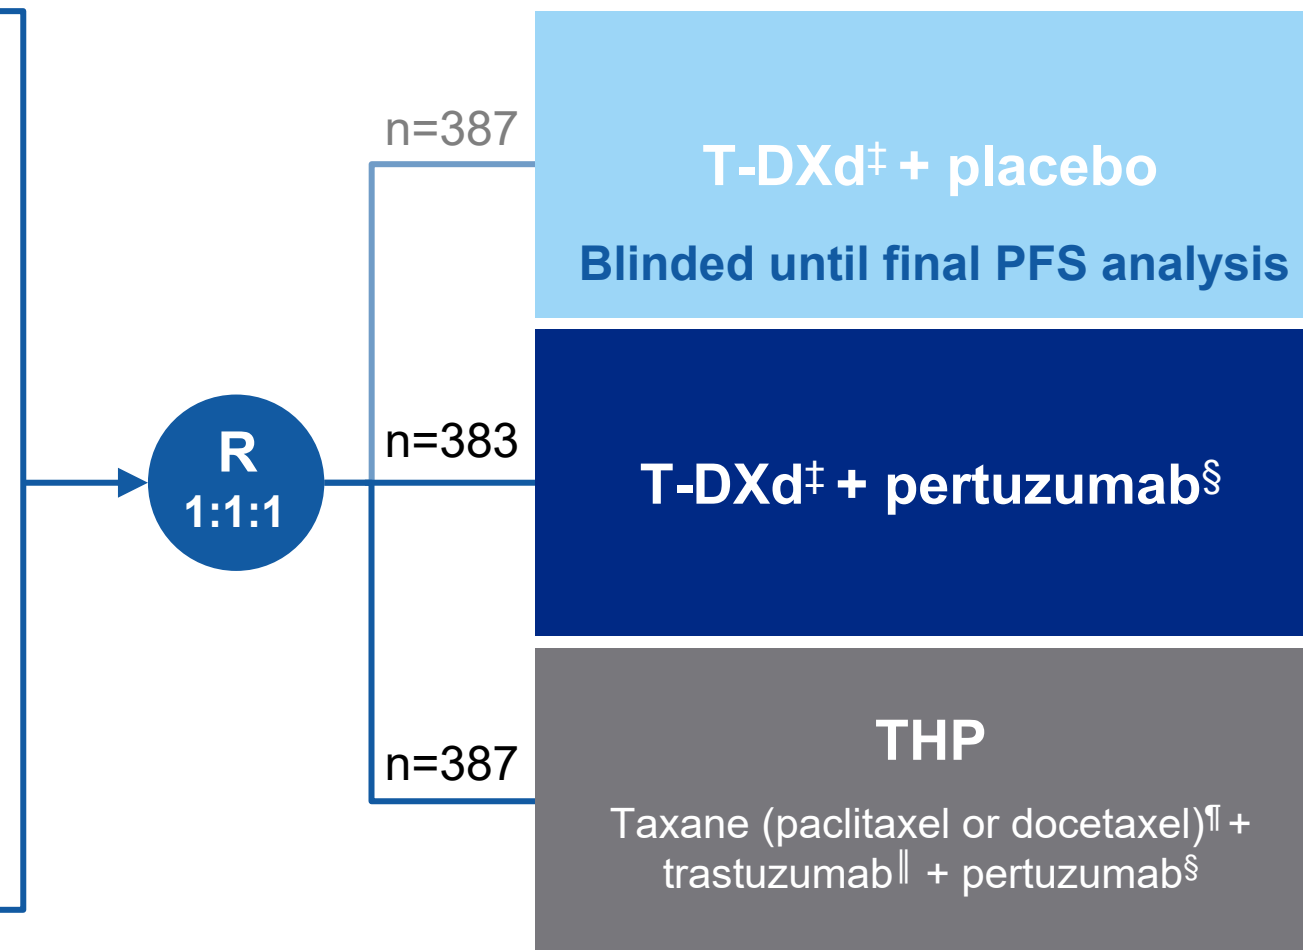 n=387
T-DXd‡ + placebo
Blinded until final PFS analysis
R
1:1:1
n=383
T-DXd‡ + pertuzumab§
n=387
THP
Taxane (paclitaxel or docetaxel)¶ +
trastuzumab‖ + pertuzumab§